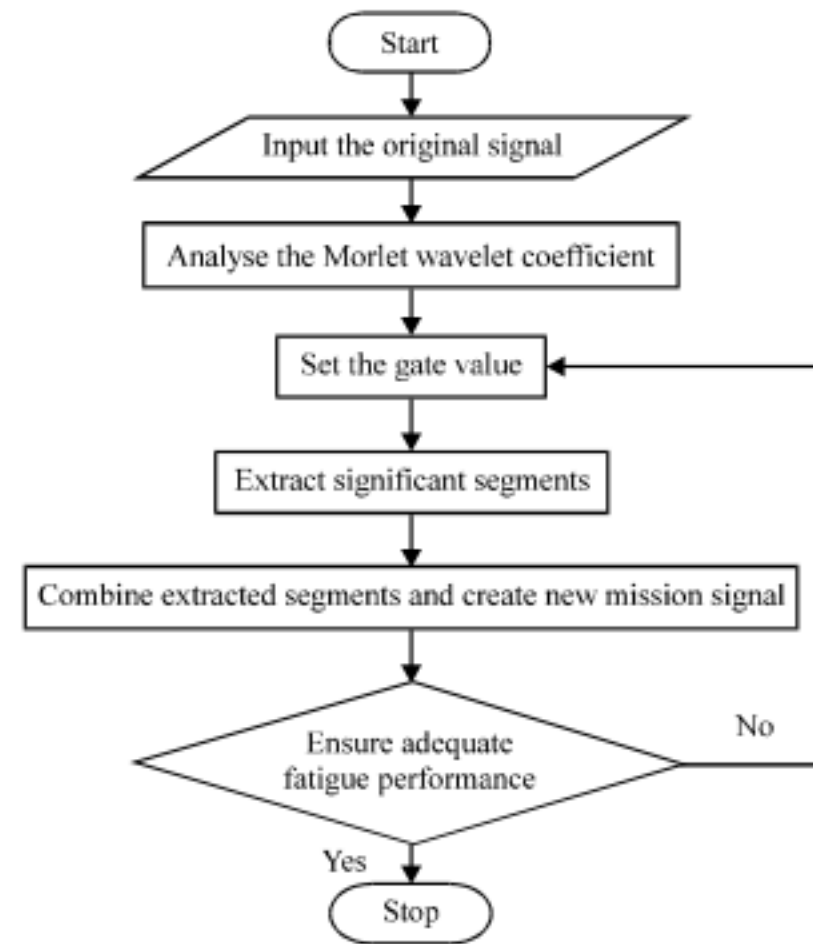 Start
Input the original signal
Analyse the Morlet wavelet coefficient
Set the gate value
Extract significant segments
Combine extracted segments and create new mission signal
Ensure adequate
fatigue performance
No
Yes
Stop